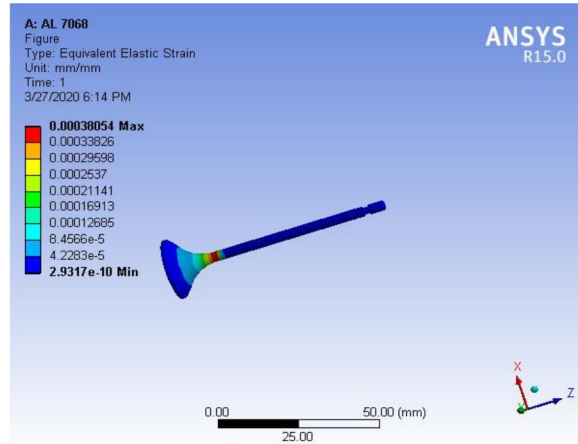 A: AL 7068
Figure
Type: Equivalent Elastic Strain
Unit: mm/mm
Time: 1
3/27/2020 6:14 PM
ANSYS
R15.0
0.00038054 Max
0.00033826
0.00029598
0.0002537
0.00021141
0.00016913
0.00012685
8.4566e-5
4.2283e-5
2.9317e-10 Min
X
Y
Z
0.00
50.00 (mm)
25.00